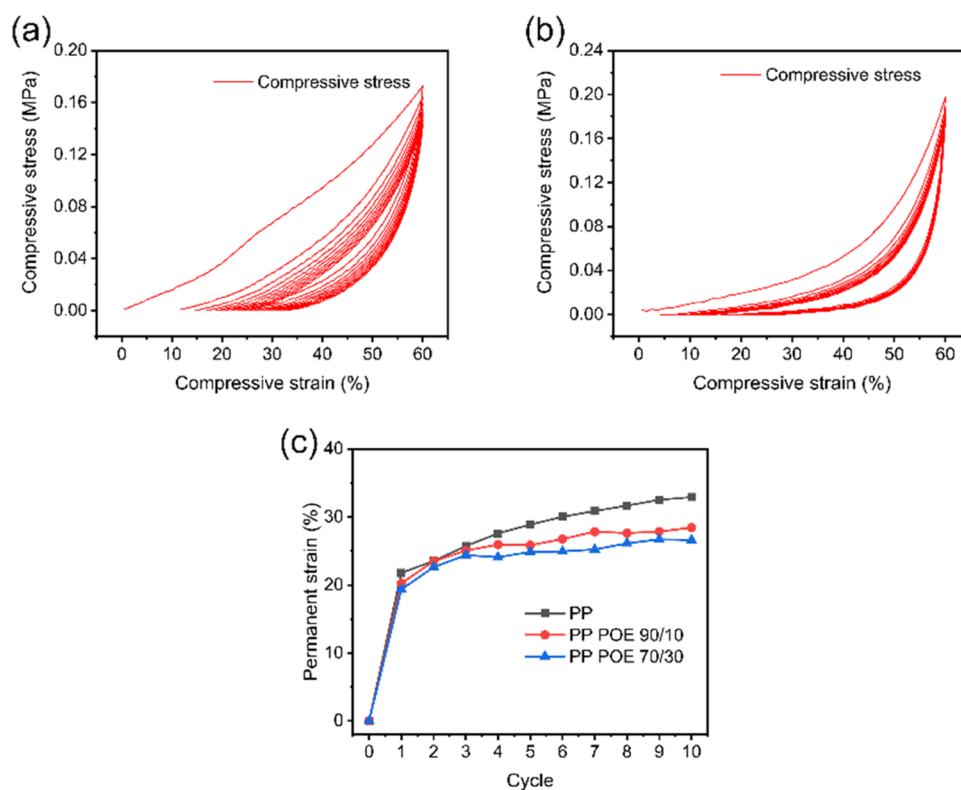 (a)
0.20
0.16
0.12
0.08
0.04
0.00
Compressive stress (MPa)
Compressive stress
0 10 20 30 40 50 60
Compressive strain (%)
(b)
0.24
0.20
0.16
0.12
0.08
0.04
0.00
Compressive stress (MPa)
Compressive stress
0 10 20 30 40 50 60
Compressive strain (%)
(c)
40
30
20
10
0
Permanent strain (%)
PP
PP POE 90/10
PP POE 70/30
0 1 2 3 4 5 6 7 8 9 10
Cycle